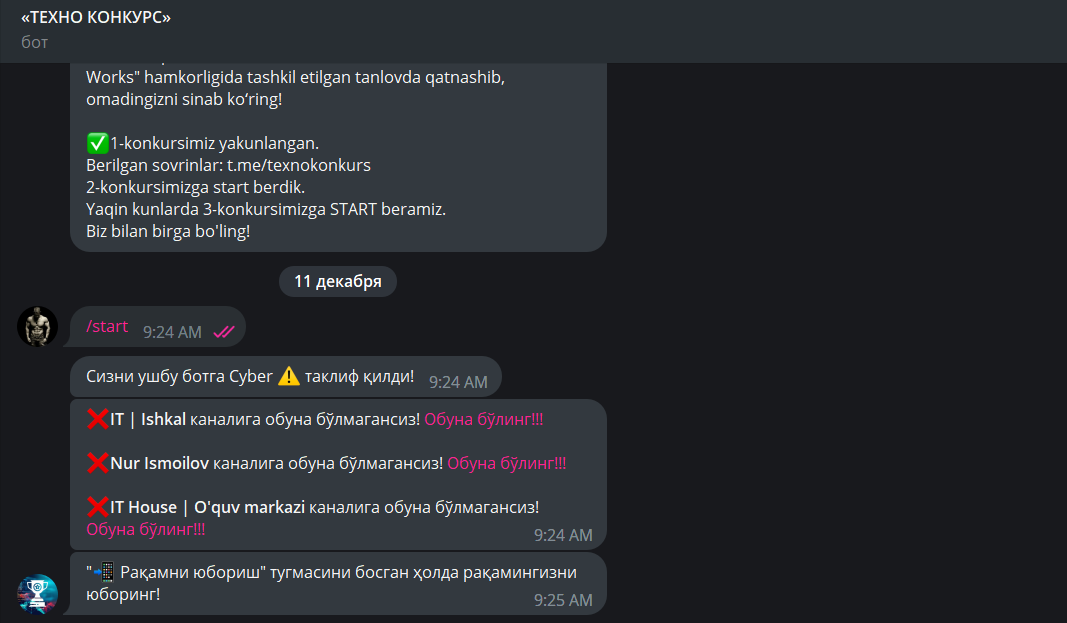 «ТЕХНО КОНКУРС»
бот
Works" hamkorligida tashkil etilgan tanlovda qatnashib,
omadingizni sinab ko‘ring!
✅1-konkursimiz yakunlangan.
Berilgan sovrinlar: t.me/texnokonkurs
2-konkursimizga start berdik.
Yaqin kunlarda 3-konkursimizga START beramiz.
Biz bilan birga bo'ling!
11 декабря
/start 9:24 AM
Сизни ушбу ботга Cyber ⚠️ таклиф қилди! 9:24 AM
❌IT | Ishkal каналига обуна бўлмагансиз! Обуна бўлинг!!!
❌Nur Ismoilov каналига обуна бўлмагансиз! Обуна бўлинг!!!
❌IT House | O'quv markazi каналига обуна бўлмагансиз!
Обуна бўлинг!!! 9:24 AM
"📲 Рақамни юбориш" тугмасини босган ҳолда рақамингизни
юборинг! 9:25 AM